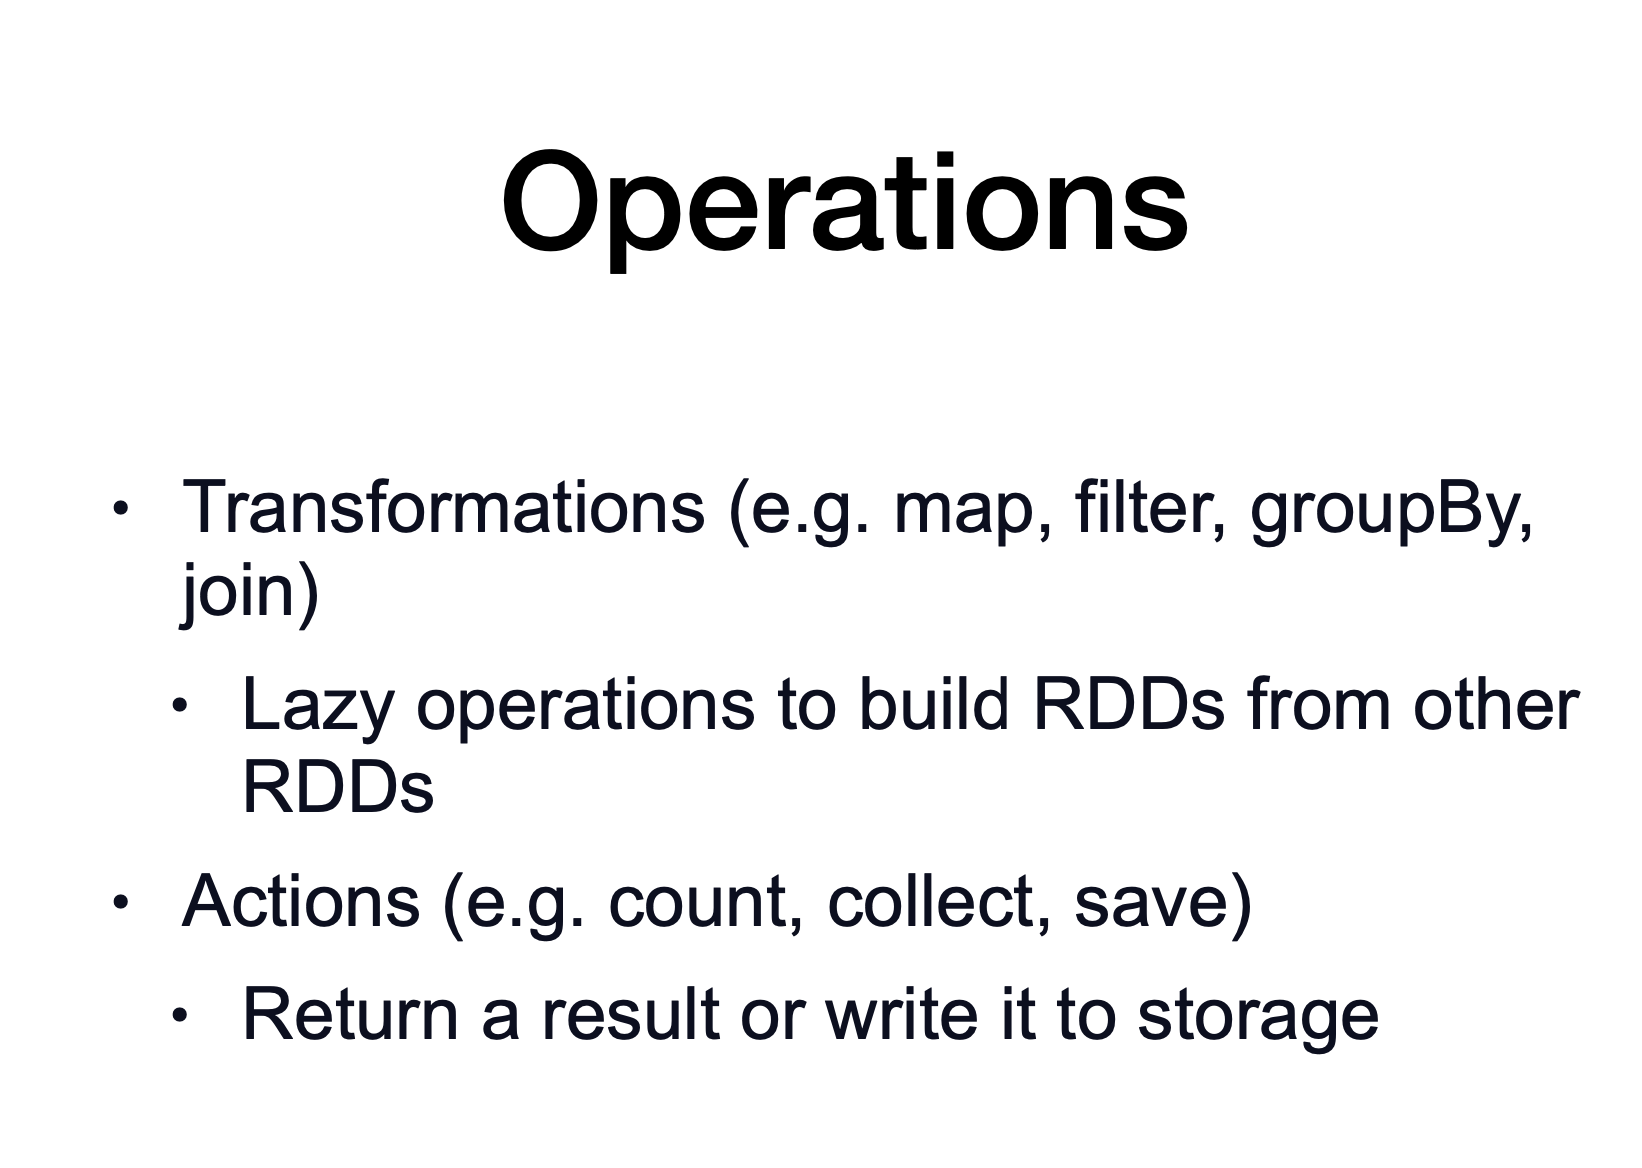 Operations
• Transformations (e.g. map, filter, groupBy,
join)
• Lazy operations to build RDDs from other
RDDs
• Actions (e.g. count, collect, save)
• Return a result or write it to storage